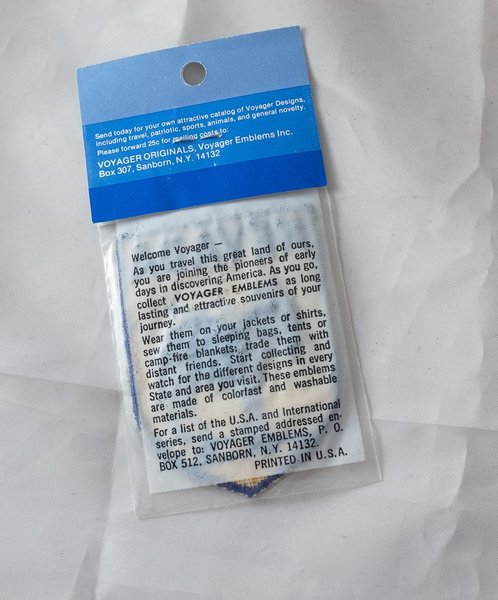 Send today for your own attractive catalog of Voyager Designs,
including travel, patriotic, sports, animals, and general novelty.
Please forward 25c for mailing costs to:
VOYAGER ORIGINALS, Voyager Emblems Inc.
Box 307, Sanborn, N.Y. 14132
Welcome Voyager —
As you travel this great land of ours,
you are joining the pioneers of early
days in discovering America. As you go,
collect VOYAGER EMBLEMS as long
lasting and attractive souvenirs of your
journey.
Wear them on your jackets or shirts,
sew them to sleeping bags, tents or
camp-fire blankets; trade them with
distant friends. Start collecting and
watch for the different designs in every
State and area you visit. These emblems
are made of colorfast and washable
materials.
For a list of the U.S.A. and International
series, send a stamped addressed en-
velope to: VOYAGER EMBLEMS, P. O.
BOX 512, SANBORN, N.Y. 14132.
PRINTED IN U.S.A.